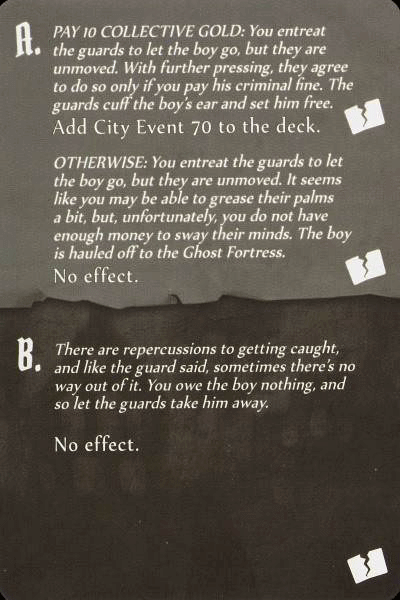 A. PAY 10 COLLECTIVE GOLD: You entreat
the guards to let the boy go, but they are
unmoved. With further pressing, they agree
to do so only if you pay his criminal fine. The
guards cuff the boy's ear and set him free.
Add City Event 70 to the deck.
OTHERWISE: You entreat the guards to let
the boy go, but they are unmoved. It seems
like you may be able to grease their palms
a bit, but, unfortunately, you do not have
enough money to sway their minds. The boy
is hauled off to the Ghost Fortress.
No effect.
B. There are repercussions to getting caught,
and like the guard said, sometimes there's no
way out of it. You owe the boy nothing, and
so let the guards take him away.
No effect.